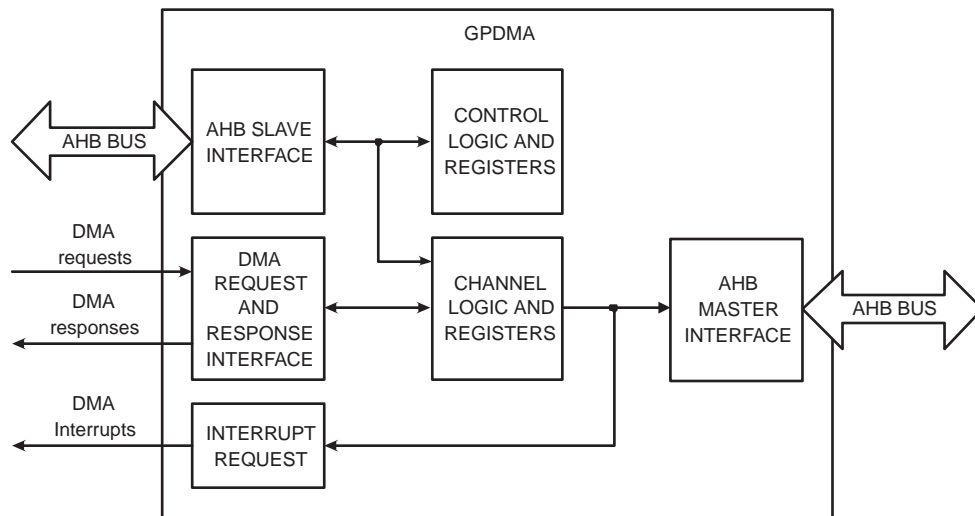 GPDMA
AHB BUS
AHB SLAVE
INTERFACE
CONTROL
LOGIC AND
REGISTERS
DMA
requests
DMA
responses
DMA
REQUEST
AND
RESPONSE
INTERFACE
CHANNEL
LOGIC AND
REGISTERS
AHB
MASTER
INTERFACE
AHB BUS
DMA
Interrupts
INTERRUPT
REQUEST